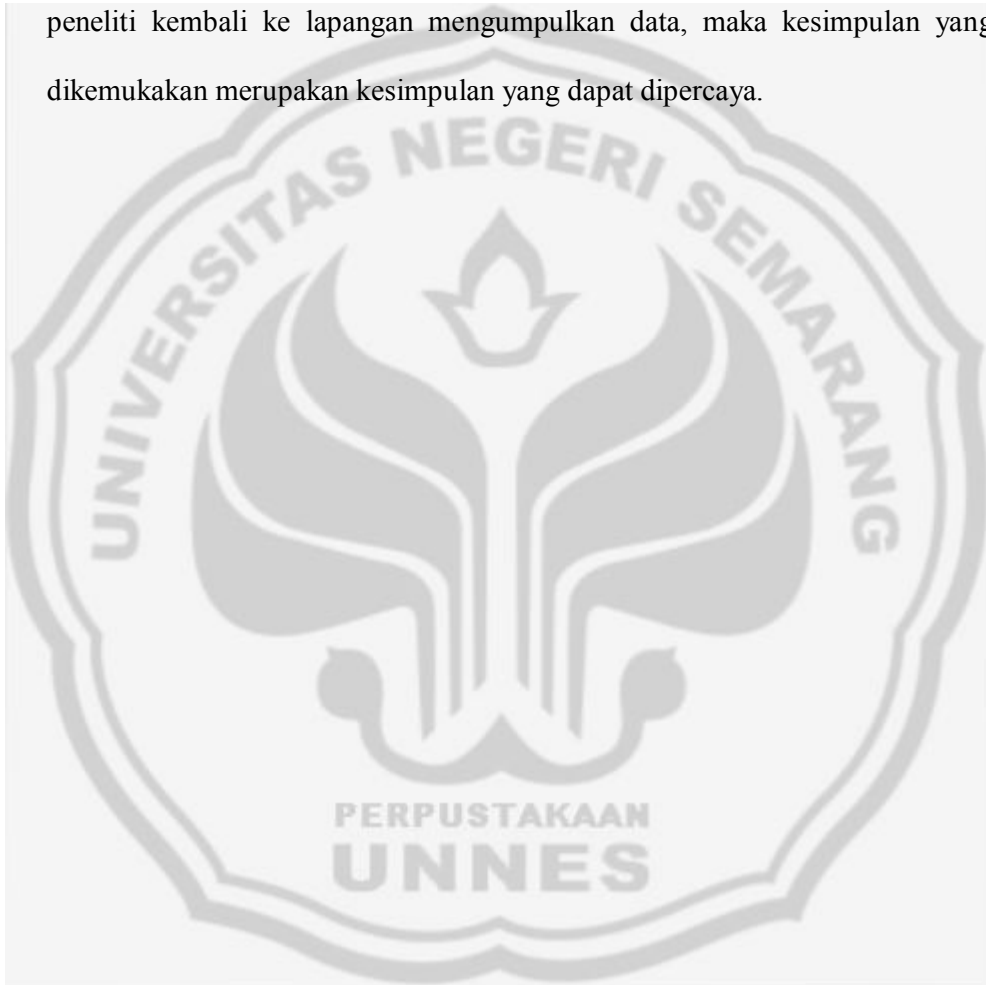 peneliti kembali ke lapangan mengumpulkan data, maka kesimpulan yang
dikemukakan merupakan kesimpulan yang dapat dipercaya.
UNIVERSITAS NEGERI SEMARANG
PERPUSTAKAAN
UNNES